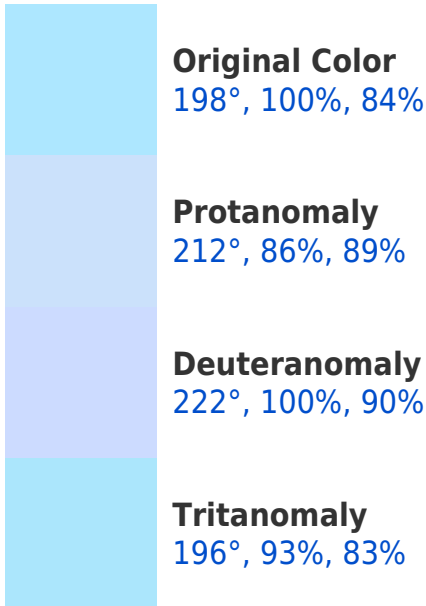 Original Color
198°, 100%, 84%
Protanomaly
212°, 86%, 89%
Deuteranomaly
222°, 100%, 90%
Tritanomaly
196°, 93%, 83%